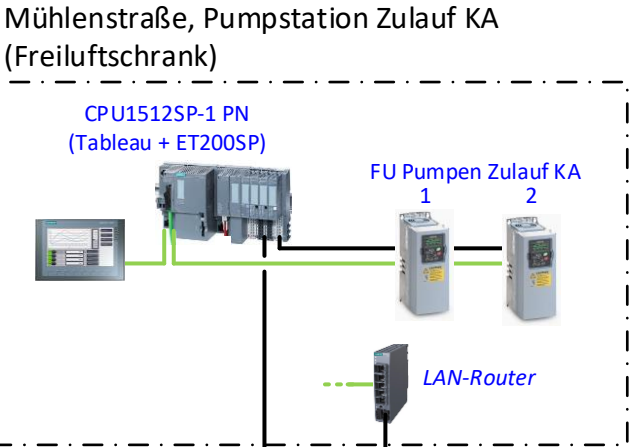 Mühlenstraße, Pumpstation Zulauf KA
(Freiluftschrank)
CPU1512SP-1 PN
(Tableau + ET200SP)
FU Pumpen Zulauf KA
1 2
LAN-Router